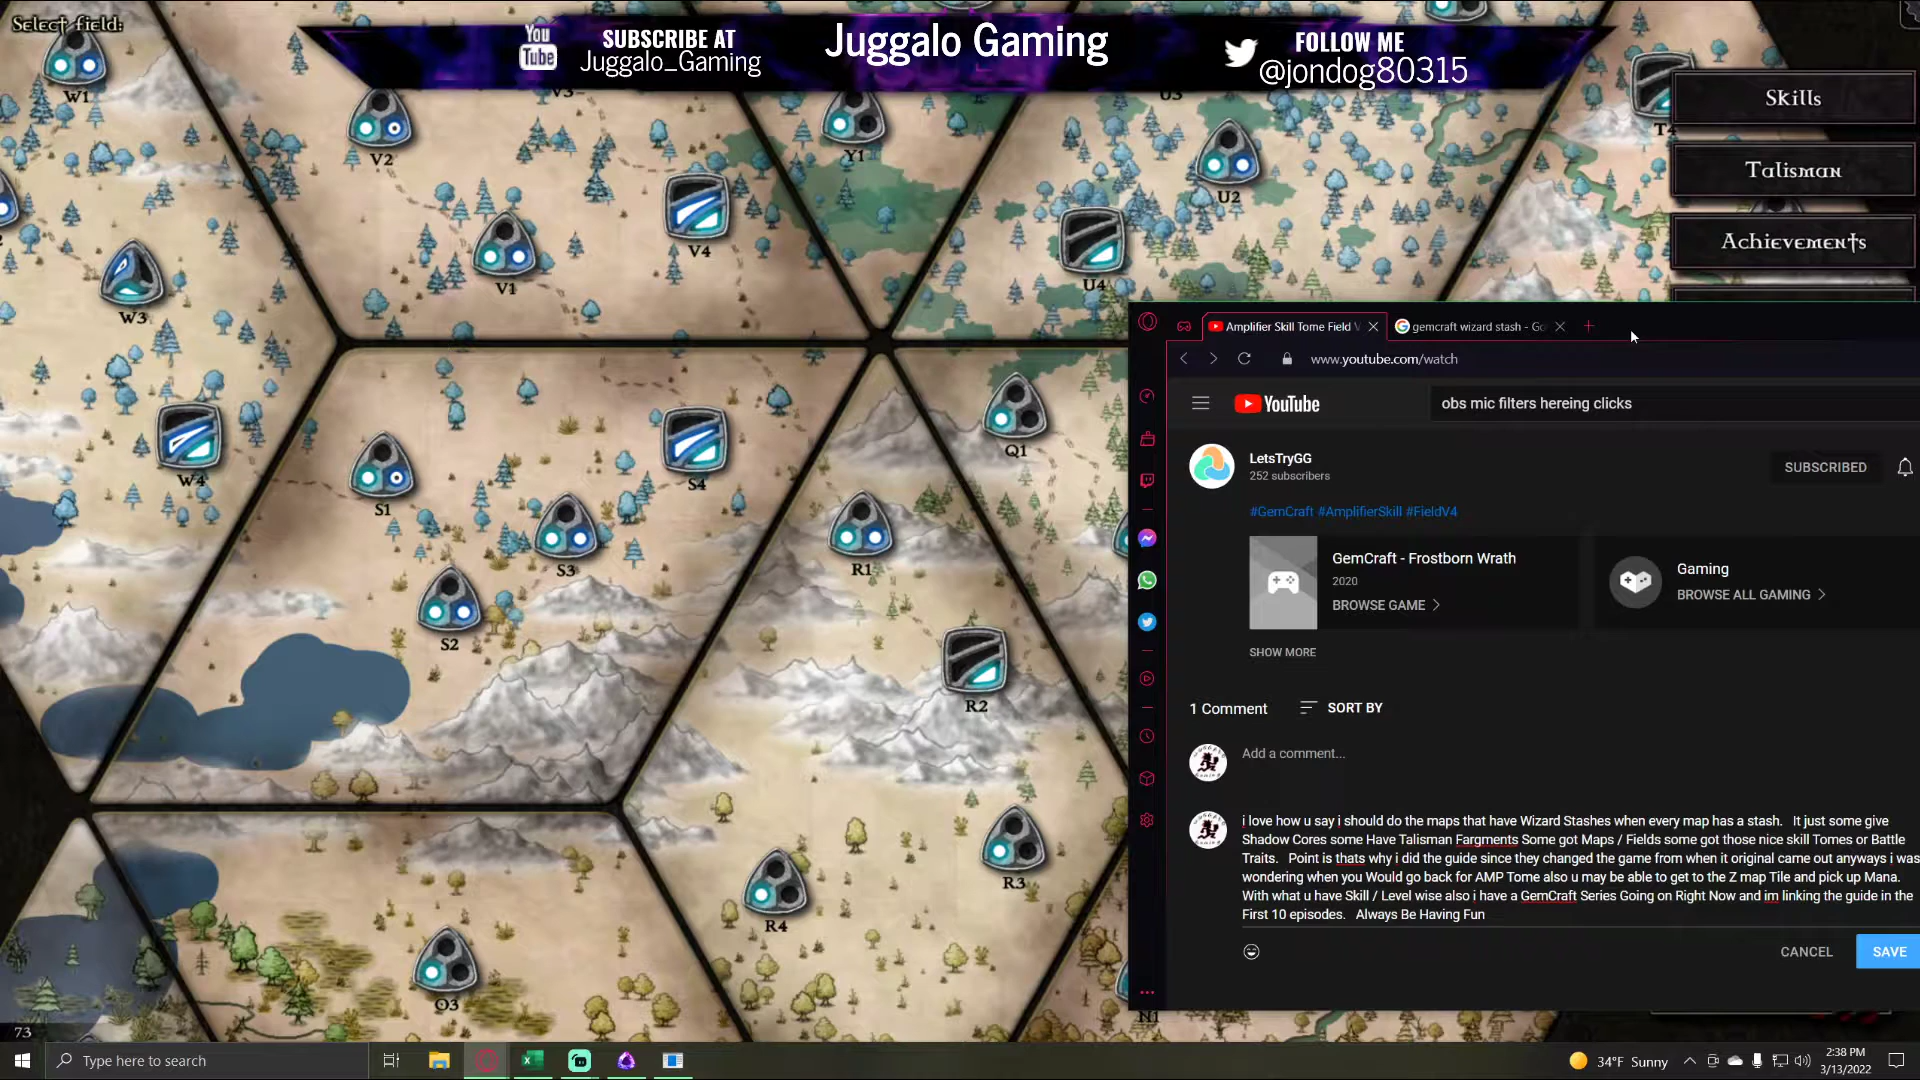 Select field:
You
Tube
SUBSCRIBE AT
Juggalo_Gaming
Juggalo Gaming
FOLLOW ME
@jondog80315
W1
V2
V3
Y1
U3
U2
T4
Skills
Talisman
Achievements
W3
V1
V4
U4
W4
S1
S4
S3
S2
Q1
R1
R2
R3
R4
O3
N1
73
Amplifier Skill Tome Field V
gemcraft wizard stash - Go
www.youtube.com/watch
YouTube
obs mic filters hereing clicks
LetsTryGG
252 subscribers
SUBSCRIBED
#GemCraft #AmplifierSkill #FieldV4
GemCraft - Frostborn Wrath
2020
BROWSE GAME
Gaming
BROWSE ALL GAMING
SHOW MORE
1 Comment
SORT BY
Add a comment...
i love how u say i should do the maps that have Wizard Stashes when every map has a stash. It just some give
Shadow Cores some Have Talisman Fargments Some got Maps / Fields some got those nice skill Tomes or Battle
Traits. Point is thats why i did the guide since they changed the game from when it original came out anyways i was
wondering when you Would go back for AMP Tome also u may be able to get to the Z map Tile and pick up Mana.
With what u have Skill / Level wise also i have a GemCraft Series Going on Right Now and im linking the guide in the
First 10 episodes. Always Be Having Fun
CANCEL
SAVE
Type here to search
34°F Sunny
2:38 PM
3/13/2022